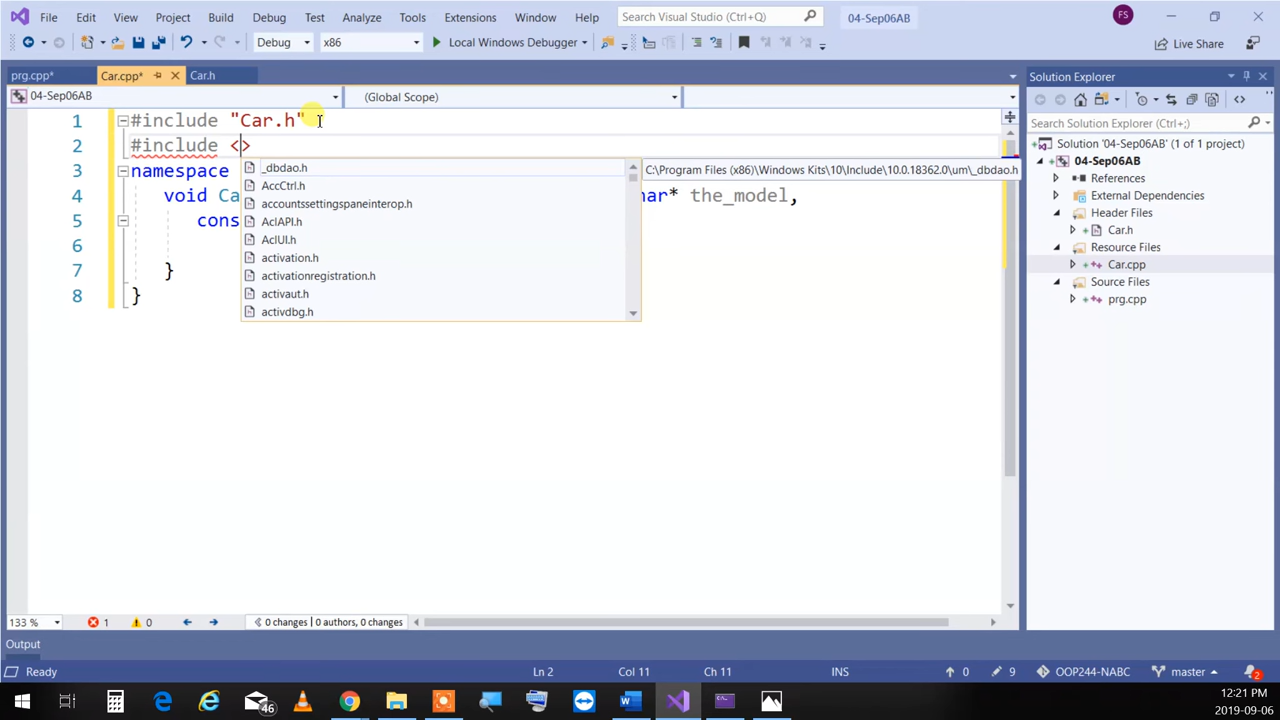 File Edit View Project Build Debug Test Analyze Tools Extensions Window Help Search Visual Studio (Ctrl+Q) 04-Sep06AB FS
Debug x86 Local Windows Debugger Live Share
prg.cpp* Car.cpp* Car.h
04-Sep06AB (Global Scope)
1 #include "Car.h"
2 #include <>
3 namespace
4 void Ca har* the_model,
5 cons
6
7 }
8 }
_dbdao.h
AccCtrl.h
accountssettingspaneinterop.h
AclAPI.h
AclUI.h
activation.h
activationregistration.h
activaut.h
activdbg.h
C:\Program Files (x86)\Windows Kits\10\Include\10.0.18362.0\um\_dbdao.h
Solution Explorer
Search Solution Explorer (Ctrl+;)
Solution '04-Sep06AB' (1 of 1 project)
04-Sep06AB
References
External Dependencies
Header Files
Car.h
Resource Files
Car.cpp
Source Files
prg.cpp
133 % 1 0 0 changes | 0 authors, 0 changes
Output
Ready Ln 2 Col 11 Ch 11 INS 0 9 OOP244-NABC master 2
46 12:21 PM
2019-09-06